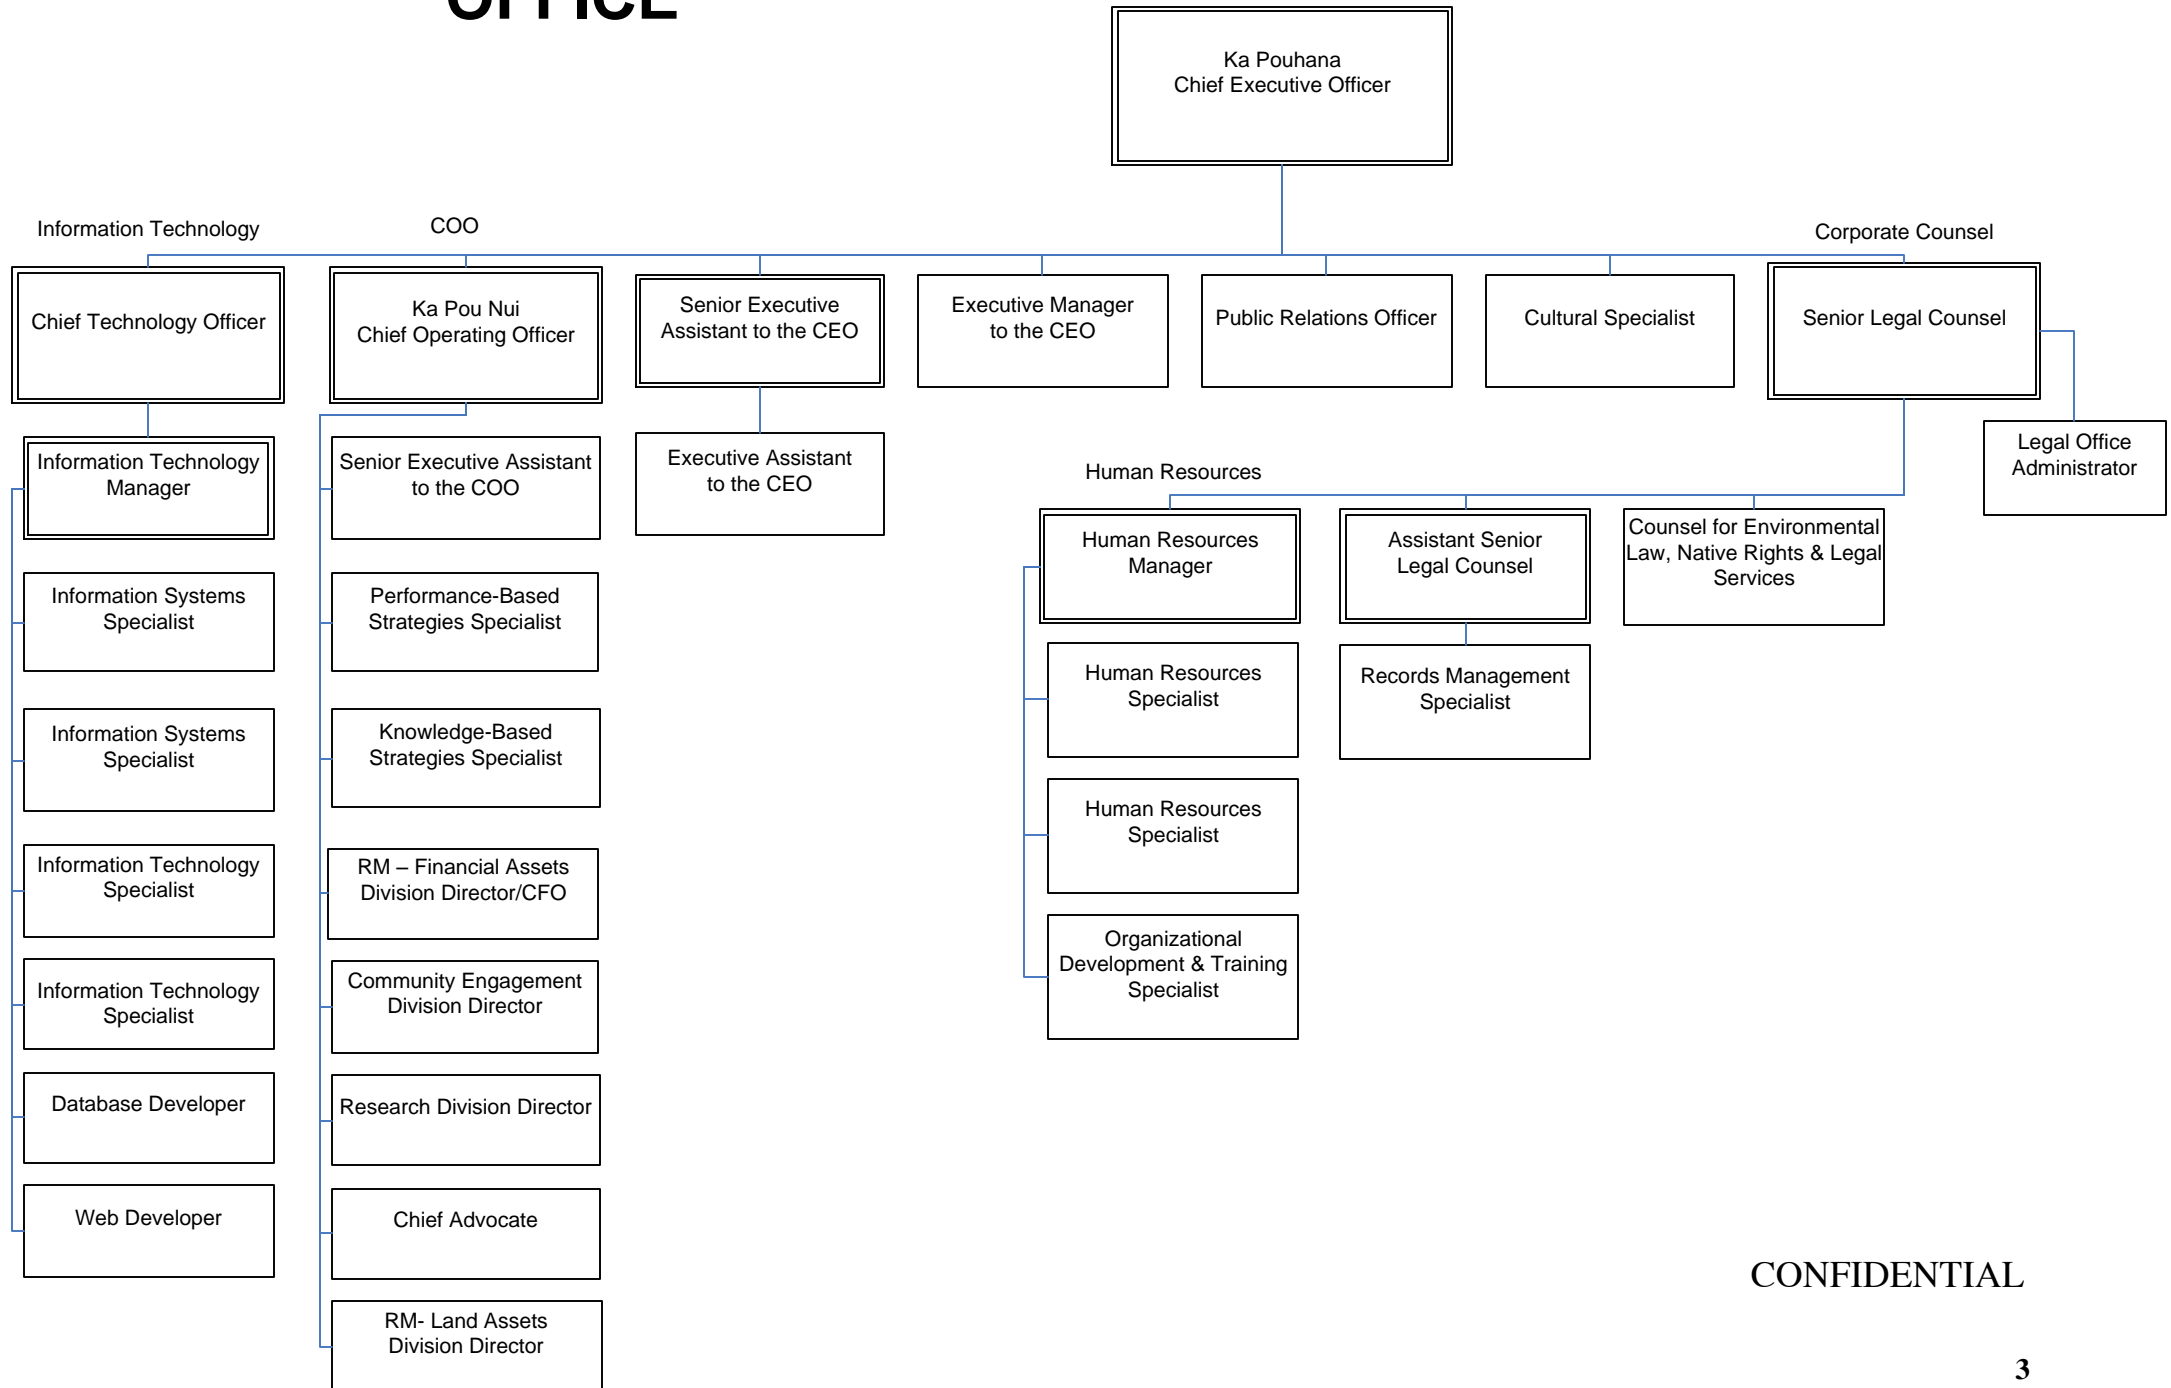 OFFICE
Ka Pouhana
Chief Executive Officer
Information Technology
COO
Corporate Counsel
Chief Technology Officer
Ka Pou Nui
Chief Operating Officer
Senior Executive
Assistant to the CEO
Executive Manager
to the CEO
Public Relations Officer
Cultural Specialist
Senior Legal Counsel
Legal Office
Administrator
Information Technology
Manager
Information Systems
Specialist
Information Systems
Specialist
Information Technology
Specialist
Information Technology
Specialist
Database Developer
Web Developer
Senior Executive Assistant
to the COO
Performance-Based
Strategies Specialist
Knowledge-Based
Strategies Specialist
RM – Financial Assets
Division Director/CFO
Community Engagement
Division Director
Research Division Director
Chief Advocate
RM- Land Assets
Division Director
Executive Assistant
to the CEO
Human Resources
Human Resources
Manager
Human Resources
Specialist
Human Resources
Specialist
Organizational
Development & Training
Specialist
Assistant Senior
Legal Counsel
Records Management
Specialist
Counsel for Environmental
Law, Native Rights & Legal
Services
CONFIDENTIAL
3